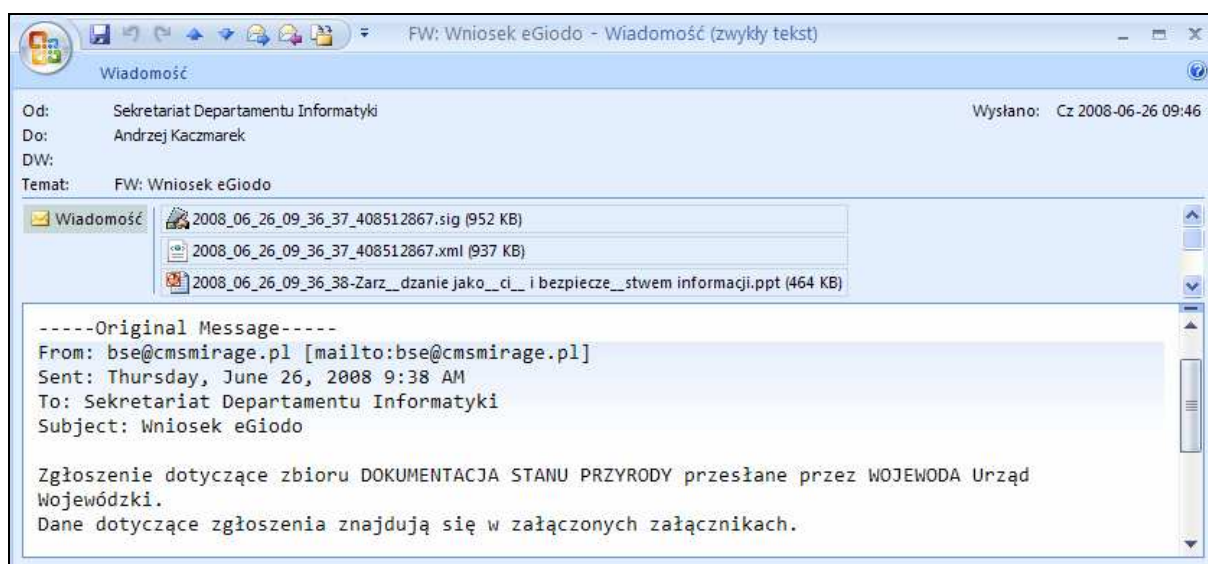 FW: Wniosek eGiodo - Wiadomość (zwykły tekst)
Wiadomość
Od: Sekretariat Departamentu Informatyki Wysłano: Cz 2008-06-26 09:46
Do: Andrzej Kaczmarek
DW:
Temat: FW: Wniosek eGiodo
Wiadomość 2008_06_26_09_36_37_408512867.sig (952 KB)
2008_06_26_09_36_37_408512867.xml (937 KB)
2008_06_26_09_36_38-Zarz__dzanie jako__ci__ i bezpiecze__stwem informacji.ppt (464 KB)
-----Original Message-----
From: bse@cmsmirage.pl [mailto:bse@cmsmirage.pl]
Sent: Thursday, June 26, 2008 9:38 AM
To: Sekretariat Departamentu Informatyki
Subject: Wniosek eGiodo
Zgłoszenie dotyczące zbioru DOKUMENTACJA STANU PRZYRODY przesłane przez WOJEWODA Urząd
Wojewódzki.
Dane dotyczące zgłoszenia znajdują się w załączonych załącznikach.